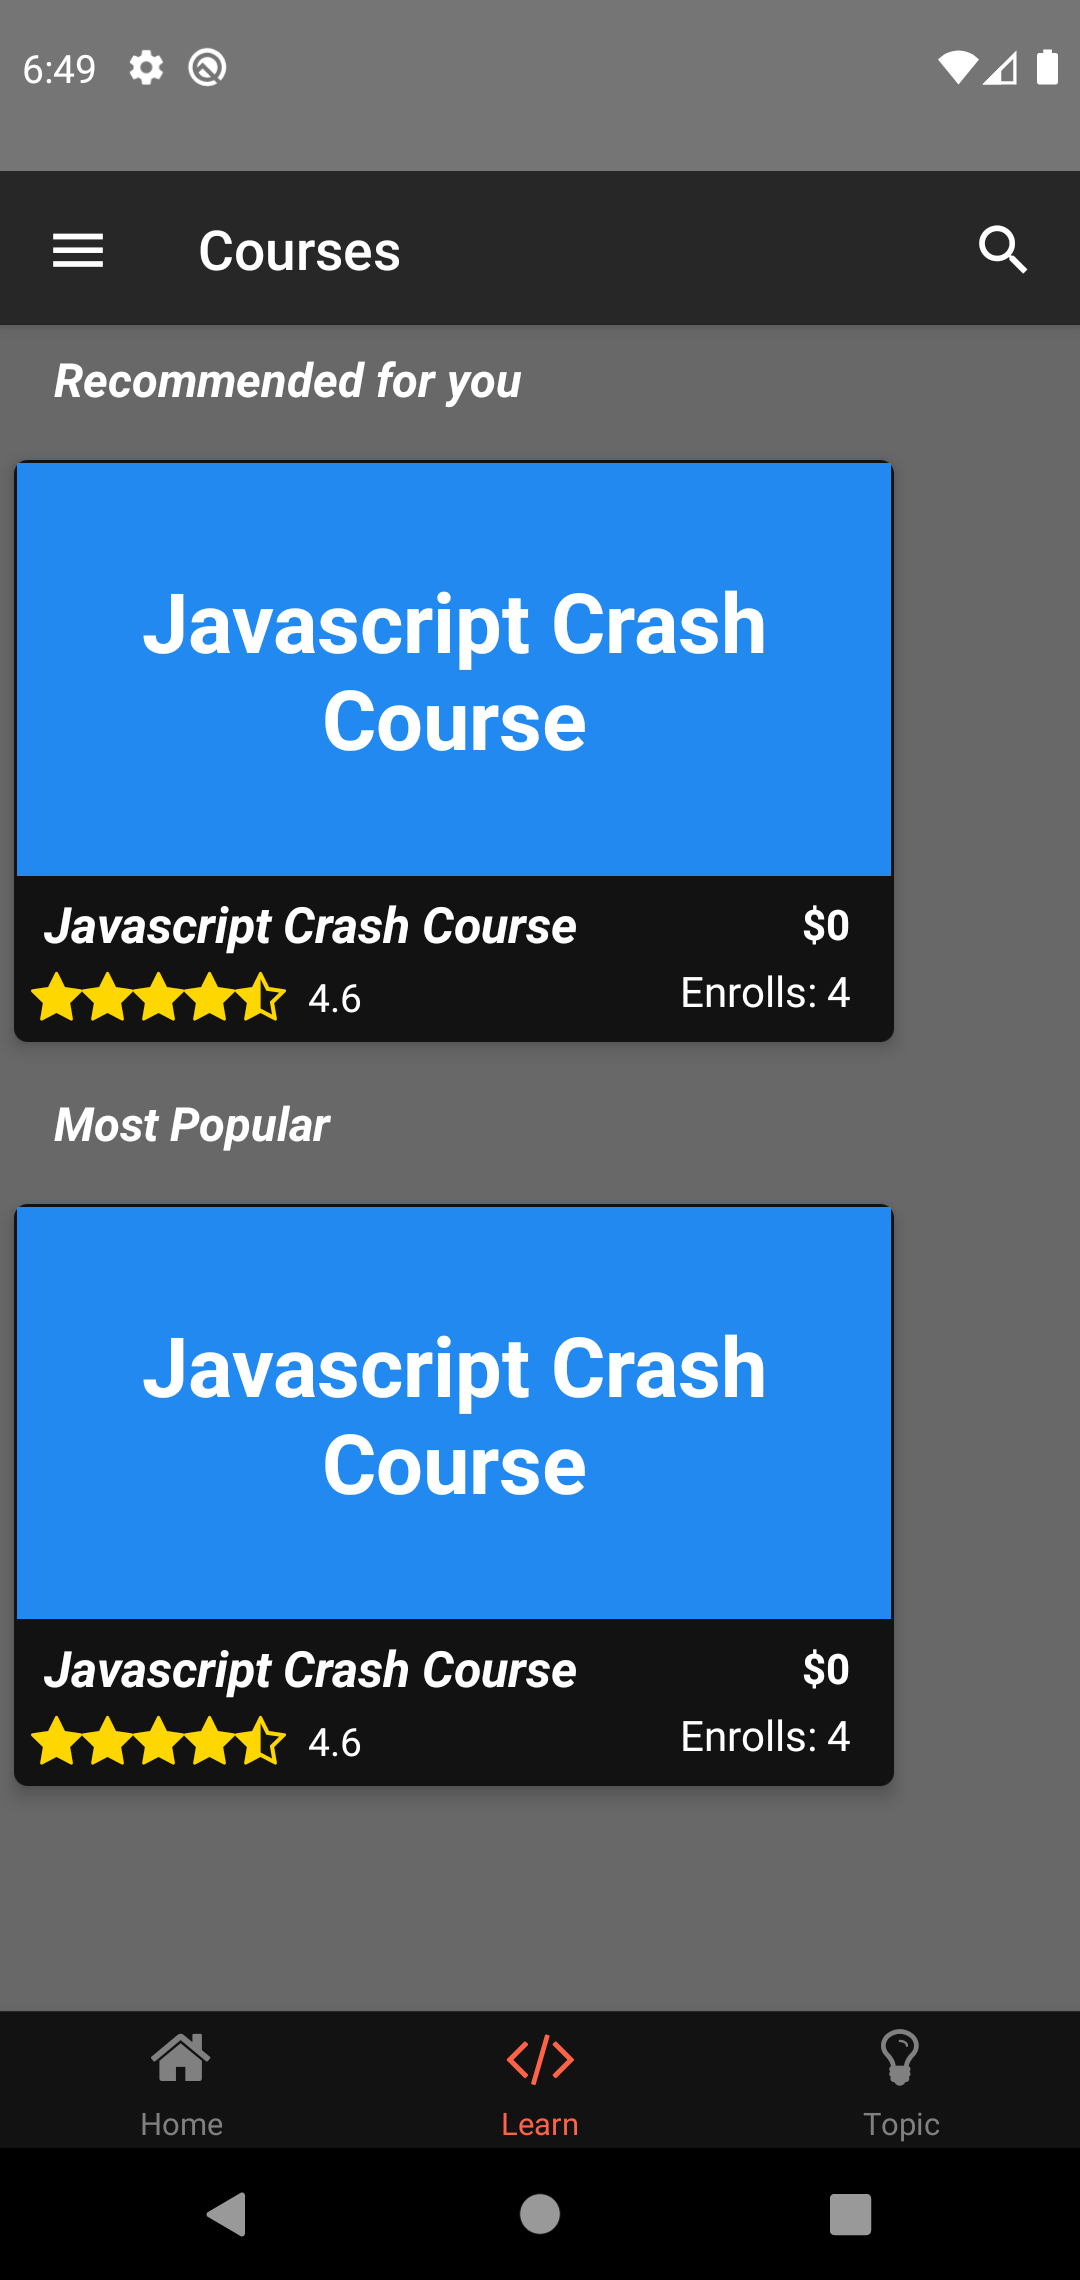 6:49
Courses
Recommended for you
Javascript Crash
Course
Javascript Crash Course
$0
4.6
Enrolls: 4
Most Popular
Javascript Crash
Course
Javascript Crash Course
$0
4.6
Enrolls: 4
Home
Learn
Topic